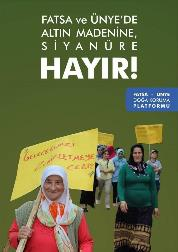 FATSA ve ÜNYE'DE
ALTIN MADENİNE,
SİYANÜRE
HAYIR!
FATSA - ÜNYE
DOĞA KORUMA
PLATFORMU